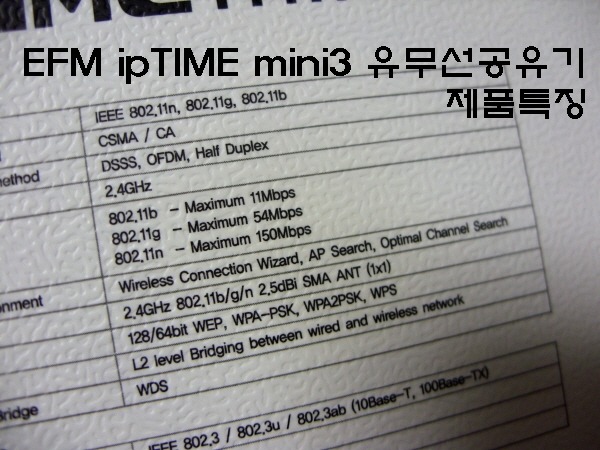 EFM ipTIME mini3 유무선공유기
제품특징
IEEE 802.11n, 802.11g, 802.11b
CSMA / CA
DSSS, OFDM, Half Duplex
2.4GHz
802.11b - Maximum 11Mbps
802.11g - Maximum 54Mbps
802.11n - Maximum 150Mbps
Wireless Connection Wizard, AP Search, Optimal Channel Search
2.4GHz 802.11b/g/n 2.5dBi SMA ANT (1x1)
128/64bit WEP, WPA-PSK, WPA2PSK, WPS
L2 level Bridging between wired and wireless network
WDS
IEEE 802.3 / 802.3u / 802.3ab (10Base-T, 100Base-TX)